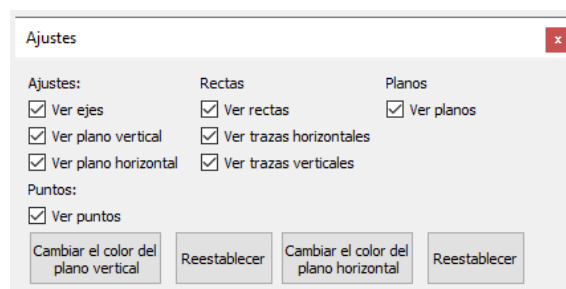 Ajustes
x
Ajustes: Rectas Planos
Ver ejes Ver rectas Ver planos
Ver plano vertical Ver trazas horizontales
Ver plano horizontal Ver trazas verticales
Puntos:
Ver puntos
Cambiar el color del
plano vertical
Reestablecer
Cambiar el color del
plano horizontal
Reestablecer